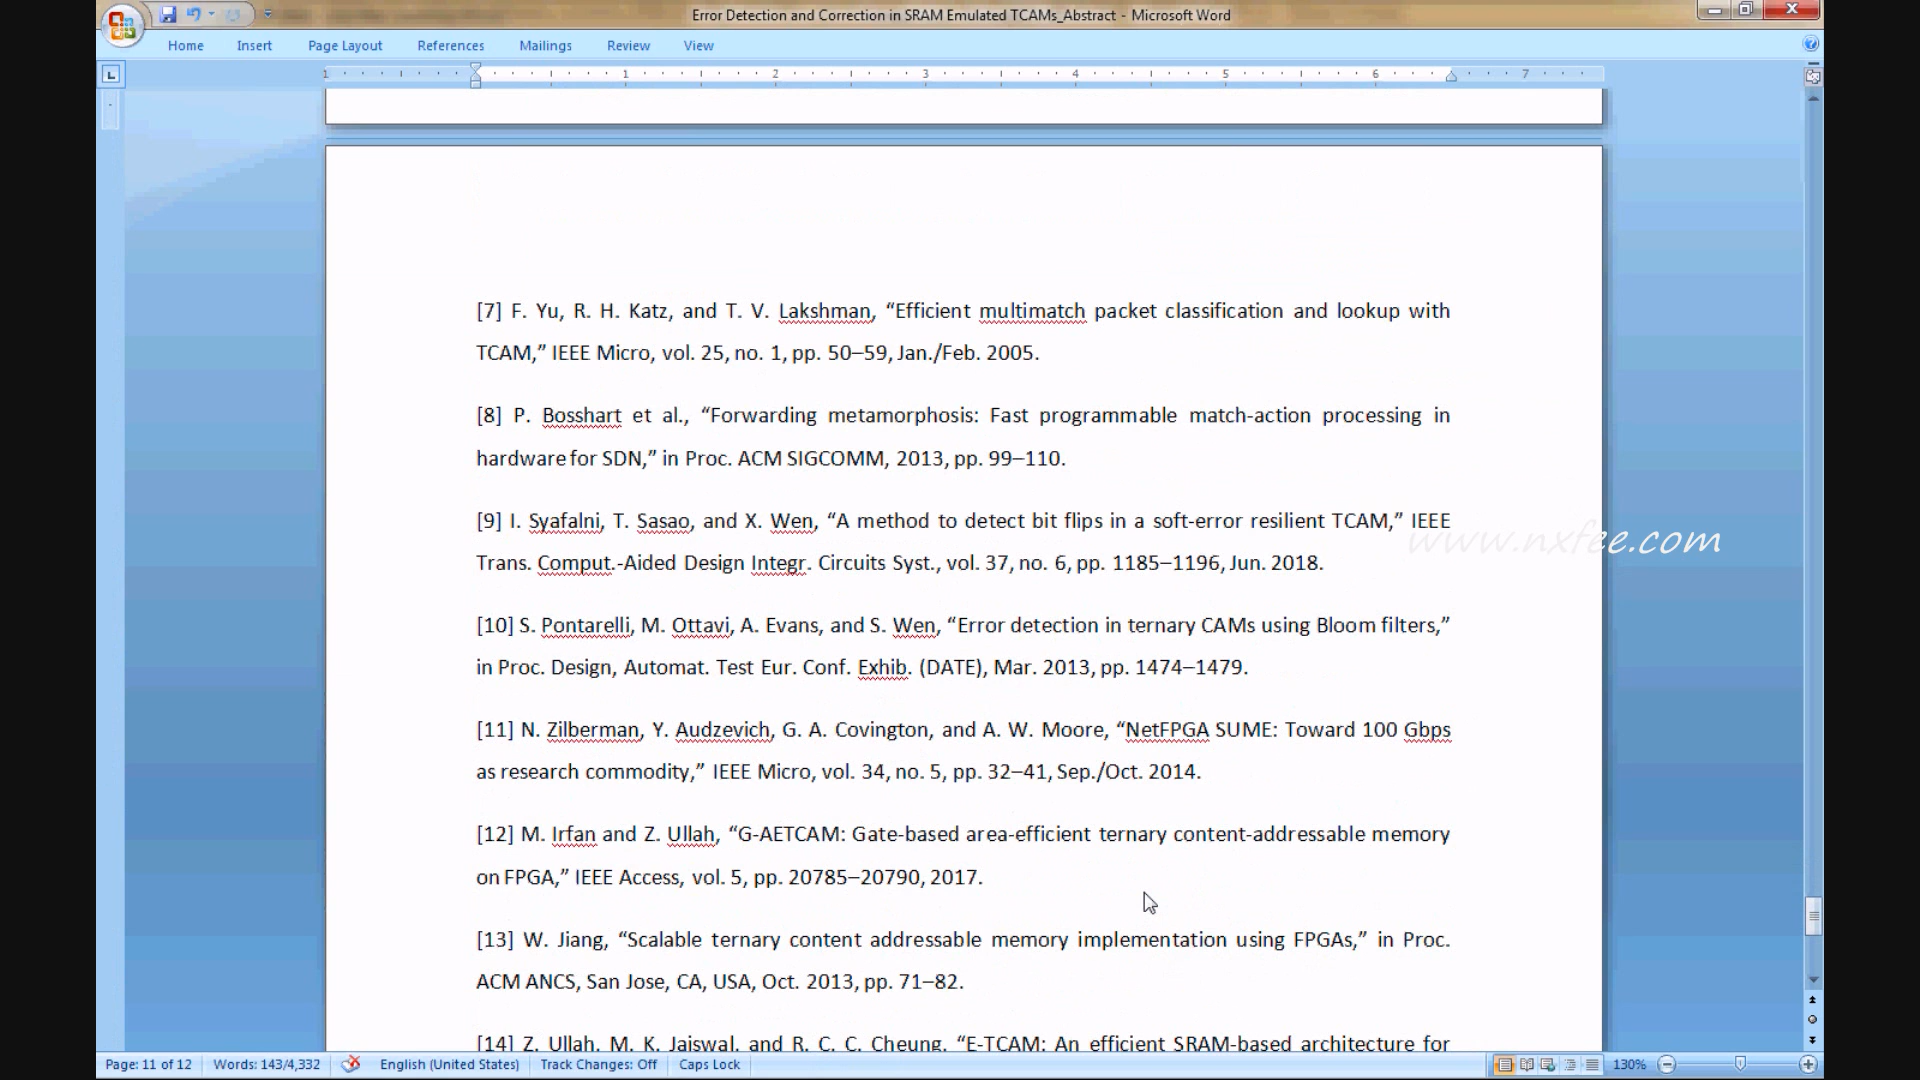 Error Detection and Correction in SRAM Emulated TCAMs_Abstract - Microsoft Word
Home Insert Page Layout References Mailings Review View
1 1 2 3 4 5 6 7
[7] F. Yu, R. H. Katz, and T. V. Lakshman, “Efficient multimatch packet classification and lookup with
TCAM,” IEEE Micro, vol. 25, no. 1, pp. 50–59, Jan./Feb. 2005.
[8] P. Bosshart et al., “Forwarding metamorphosis: Fast programmable match-action processing in
hardware for SDN,” in Proc. ACM SIGCOMM, 2013, pp. 99–110.
[9] I. Syafalni, T. Sasao, and X. Wen, “A method to detect bit flips in a soft-error resilient TCAM,” IEEE
www.nxfee.com
Trans. Comput.-Aided Design Integr. Circuits Syst., vol. 37, no. 6, pp. 1185–1196, Jun. 2018.
[10] S. Pontarelli, M. Ottavi, A. Evans, and S. Wen, “Error detection in ternary CAMs using Bloom filters,”
in Proc. Design, Automat. Test Eur. Conf. Exhib. (DATE), Mar. 2013, pp. 1474–1479.
[11] N. Zilberman, Y. Audzevich, G. A. Covington, and A. W. Moore, “NetFPGA SUME: Toward 100 Gbps
as research commodity,” IEEE Micro, vol. 34, no. 5, pp. 32–41, Sep./Oct. 2014.
[12] M. Irfan and Z. Ullah, “G-AETCAM: Gate-based area-efficient ternary content-addressable memory
on FPGA,” IEEE Access, vol. 5, pp. 20785–20790, 2017.
[13] W. Jiang, “Scalable ternary content addressable memory implementation using FPGAs,” in Proc.
ACM ANCS, San Jose, CA, USA, Oct. 2013, pp. 71–82.
[14] Z. Ullah, M. K. Jaiswal, and R. C. C. Cheung, “E-TCAM: An efficient SRAM-based architecture for
Page: 11 of 12 Words: 143/4,332 English (United States) Track Changes: Off Caps Lock 130%